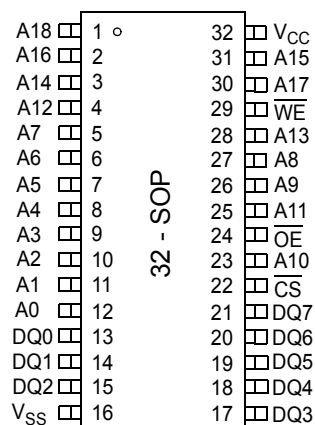 A18 1 32 VCC
A16 2 31 A15
A14 3 30 A17
A12 4 29 W̅E̅
A7 5 28 A13
A6 6 27 A8
A5 7 26 A9
A4 8 25 A11
A3 9 24 O̅E̅
A2 10 23 A10
A1 11 22 C̅S̅
A0 12 21 DQ7
DQ0 13 20 DQ6
DQ1 14 19 DQ5
DQ2 15 18 DQ4
VSS 16 17 DQ3
32 - SOP